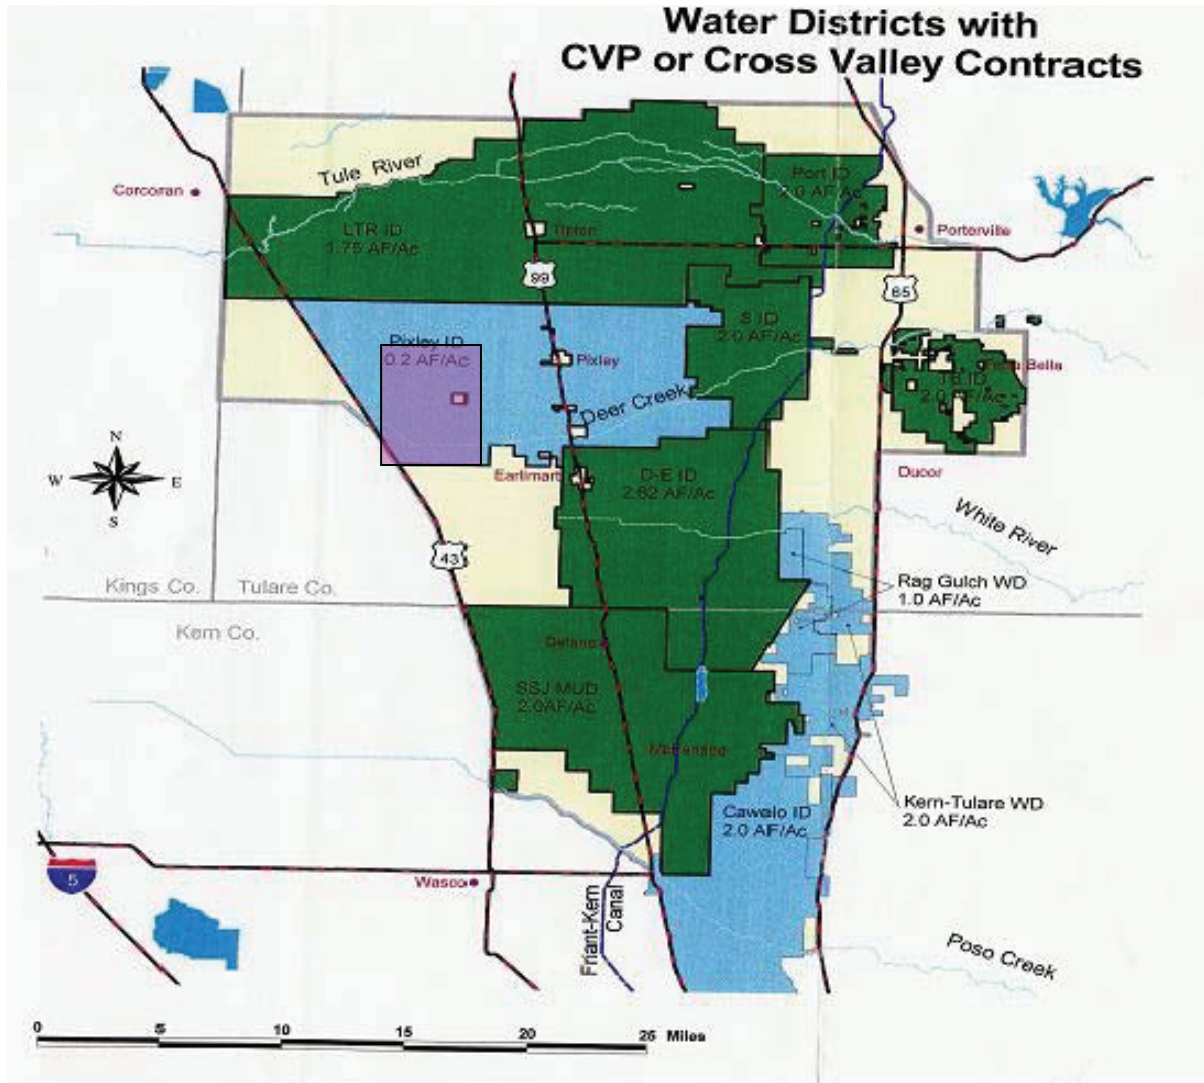 Water Districts with
CVP or Cross Valley Contracts
Tule River
Corcoran
Port ID
2.0 AF/Ac
LTR ID
1.75 AF/Ac
Tipton
Porterville
99
65
S ID
2.0 AF/Ac
Pixley ID
0.2 AF/Ac
Pixley
Terra Bella
TB ID
2.0 AF/Ac
Deer Creek
N
W
E
S
Earlimart
D-E ID
2.62 AF/Ac
Ducor
White River
43
Rag Gulch WD
1.0 AF/Ac
Kings Co.
Tulare Co.
Kern Co.
Delano
SSJ MUD
2.0AF/Ac
McFarland
Kern-Tulare WD
2.0 AF/Ac
Cawelo ID
2.0 AF/Ac
5
Wasco
Friant-Kern
Canal
Poso Creek
0
5
10
15
20
25
Miles